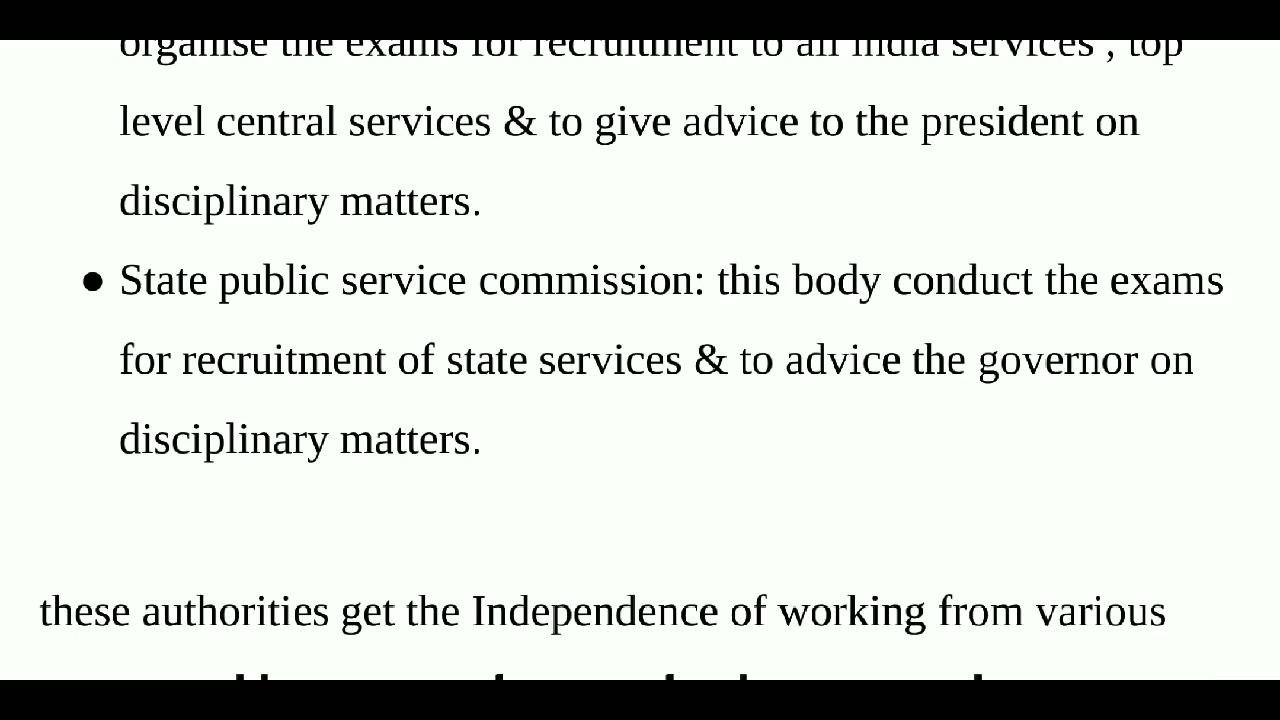 organise the exams for recruitment to all india services , top
level central services & to give advice to the president on
disciplinary matters.
● State public service commission: this body conduct the exams
for recruitment of state services & to advice the governor on
disciplinary matters.
these authorities get the Independence of working from various